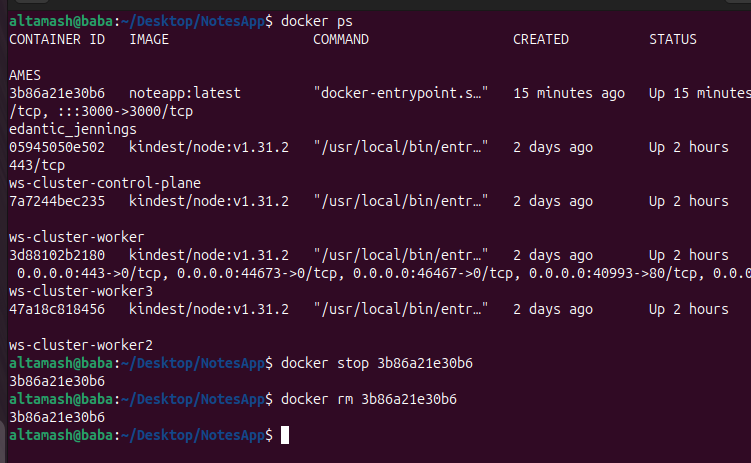 altamash@baba:~/Desktop/NotesApp$ docker ps
CONTAINER ID   IMAGE                  COMMAND                  CREATED          STATUS
AMES
3b86a21e30b6   noteapp:latest         "docker-entrypoint.s…"   15 minutes ago   Up 15 minutes
/tcp, :::3000->3000/tcp
edantic_jennings
05945050e502   kindest/node:v1.31.2   "/usr/local/bin/entr…"   2 days ago       Up 2 hours
443/tcp
ws-cluster-control-plane
7a7244bec235   kindest/node:v1.31.2   "/usr/local/bin/entr…"   2 days ago       Up 2 hours
ws-cluster-worker
3d88102b2180   kindest/node:v1.31.2   "/usr/local/bin/entr…"   2 days ago       Up 2 hours
 0.0.0.0:443->0/tcp, 0.0.0.0:44673->0/tcp, 0.0.0.0:46467->0/tcp, 0.0.0.0:40993->80/tcp, 0.0.0
ws-cluster-worker3
47a18c818456   kindest/node:v1.31.2   "/usr/local/bin/entr…"   2 days ago       Up 2 hours
ws-cluster-worker2
altamash@baba:~/Desktop/NotesApp$ docker stop 3b86a21e30b6
3b86a21e30b6
altamash@baba:~/Desktop/NotesApp$ docker rm 3b86a21e30b6
3b86a21e30b6
altamash@baba:~/Desktop/NotesApp$